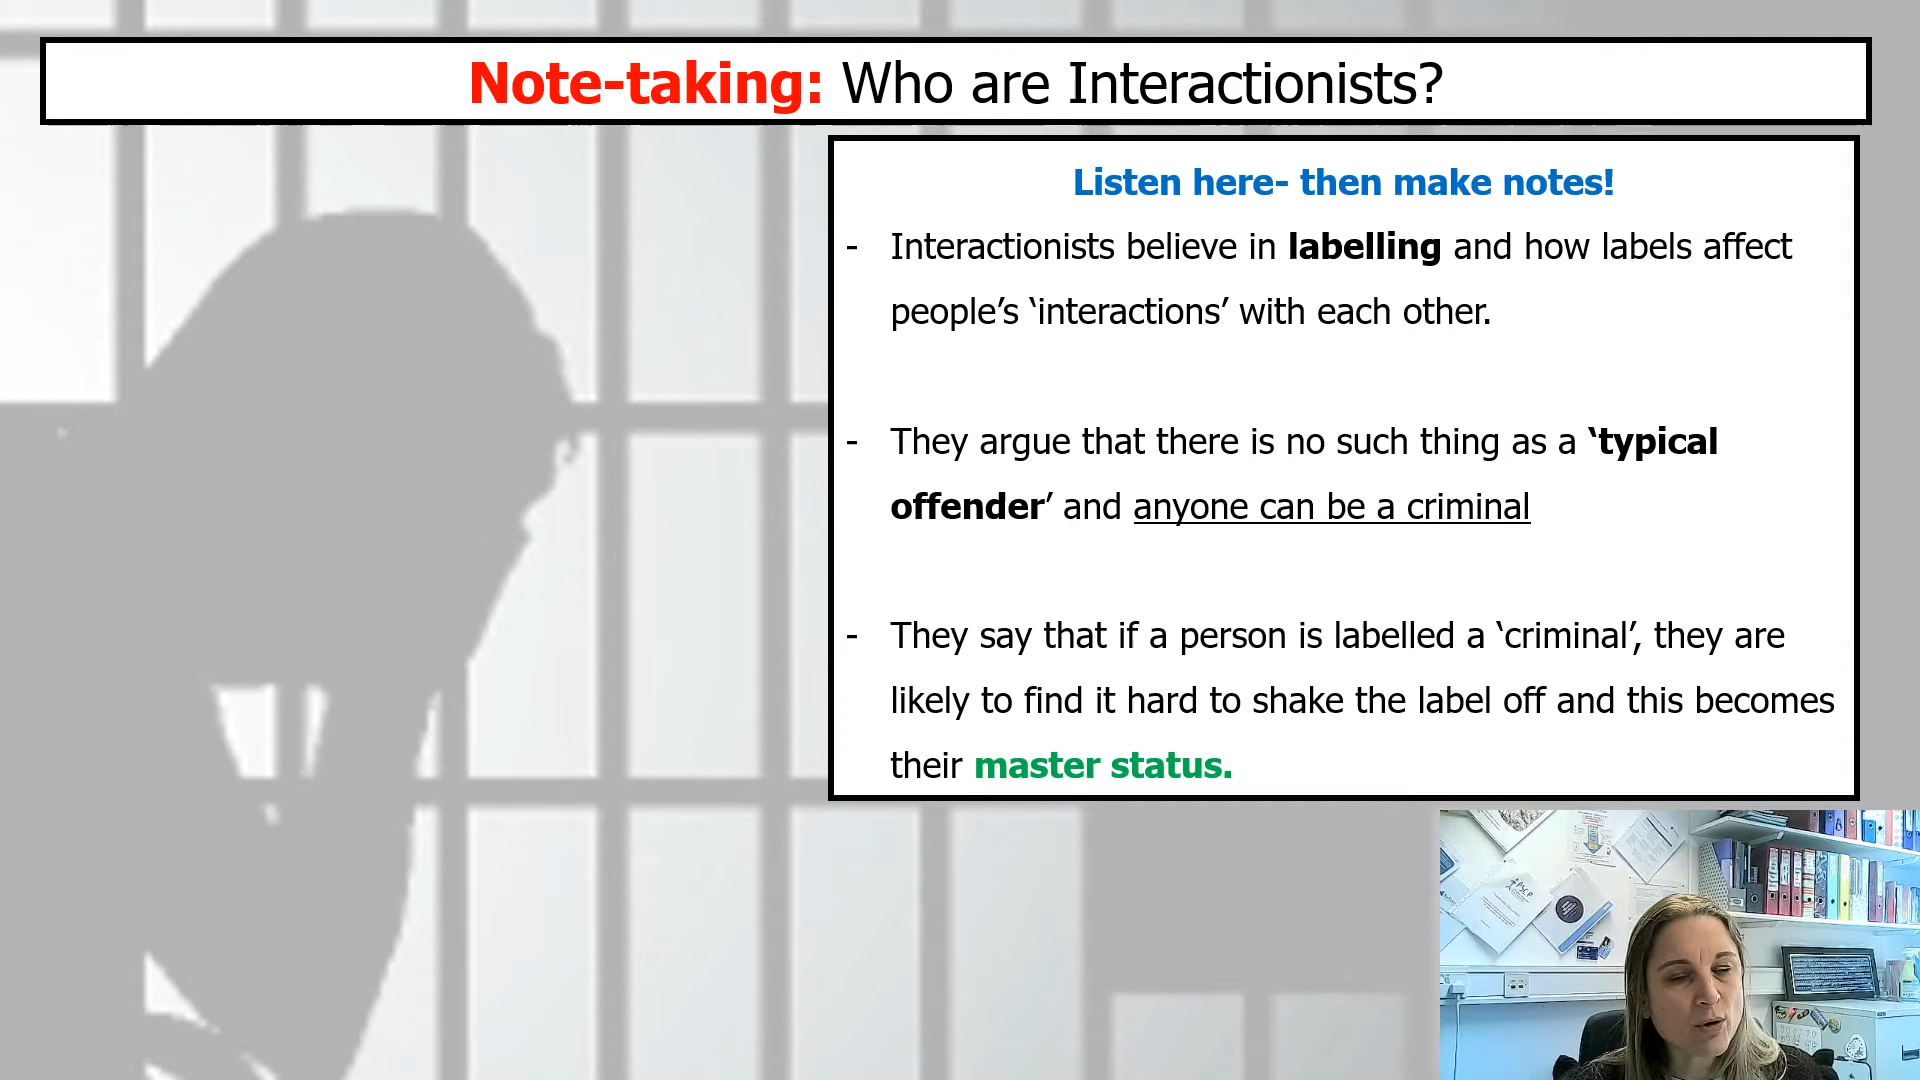 Note-taking: Who are Interactionists?
Listen here- then make notes!
- Interactionists believe in labelling and how labels affect
people’s ‘interactions’ with each other.
- They argue that there is no such thing as a ‘typical
offender’ and anyone can be a criminal
- They say that if a person is labelled a ‘criminal’, they are
likely to find it hard to shake the label off and this becomes
their master status.